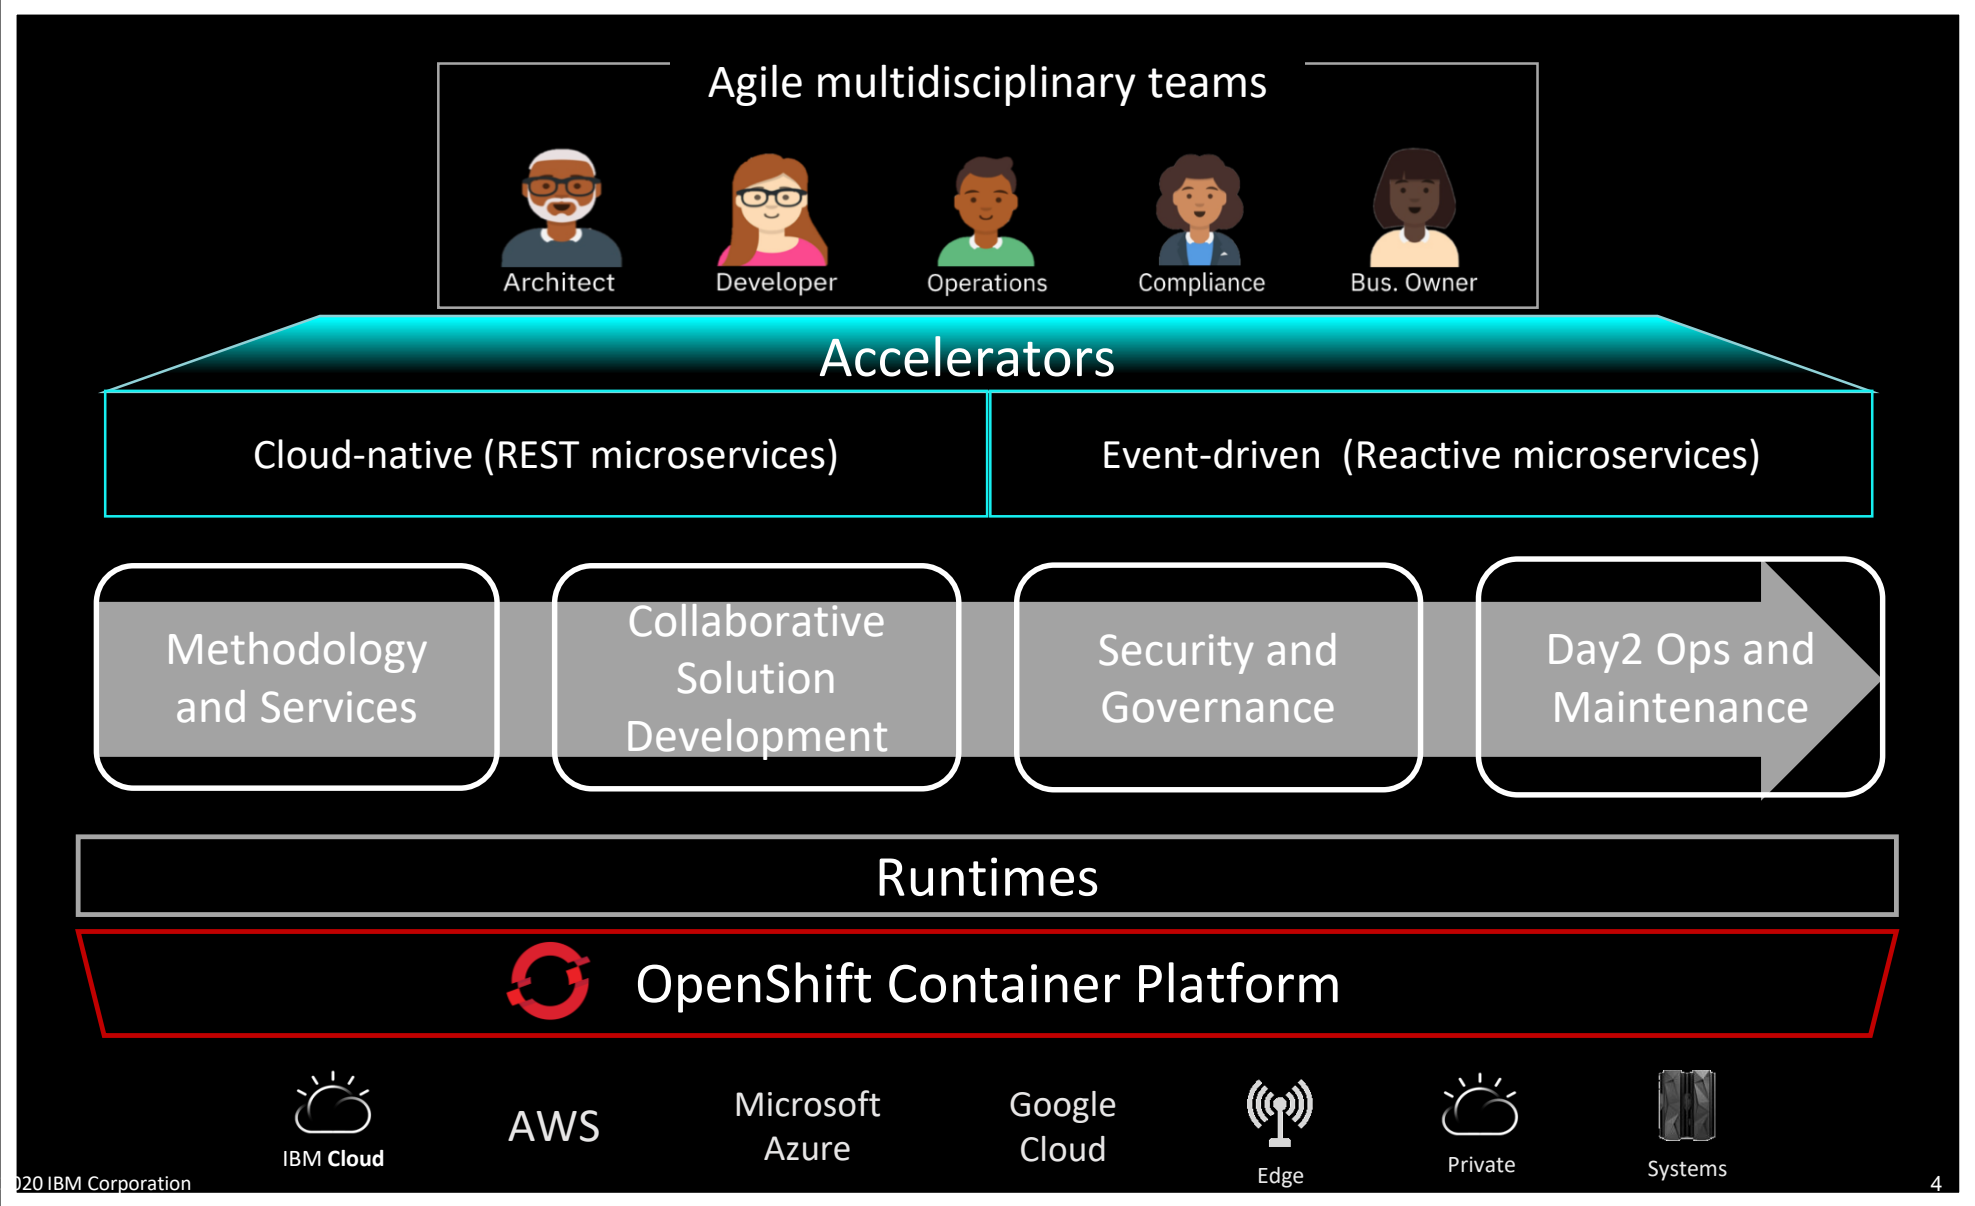 Agile multidisciplinary teams
Architect
Developer
Operations
Compliance
Bus. Owner
Accelerators
Cloud-native (REST microservices)
Event-driven (Reactive microservices)
Methodology
and Services
Collaborative
Solution
Development
Security and
Governance
Day2 Ops and
Maintenance
Runtimes
OpenShift Container Platform
IBM Cloud
AWS
Microsoft
Azure
Google
Cloud
Edge
Private
Systems
20 IBM Corporation
4